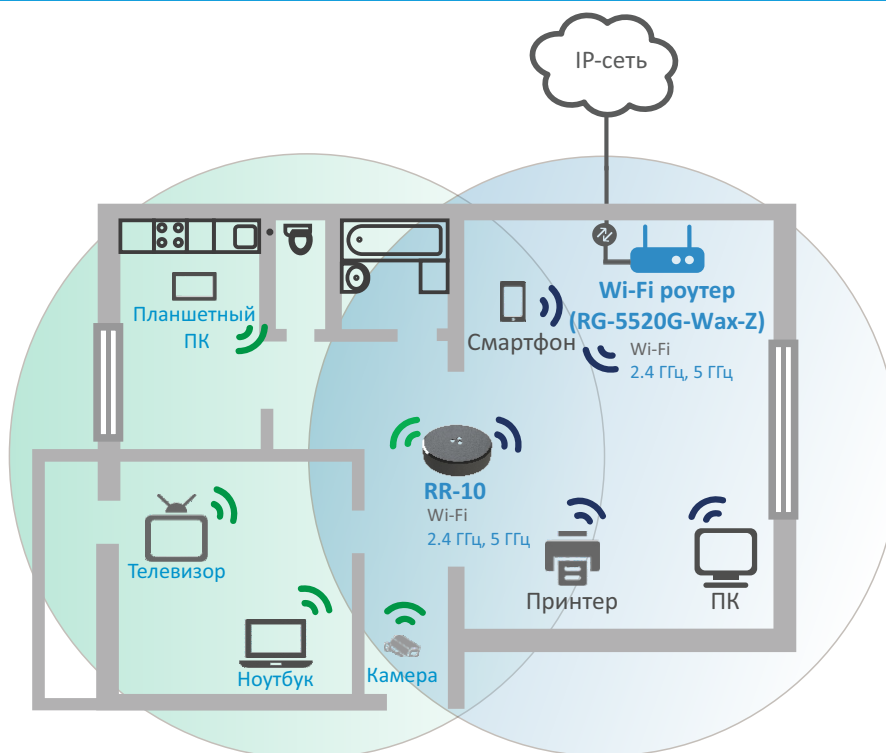 IP-сеть
Планшетный
ПК
Смартфон
Wi-Fi роутер
(RG-5520G-Wax-Z)
Wi-Fi
2.4 ГГц, 5 ГГц
RR-10
Wi-Fi
2.4 ГГц, 5 ГГц
Телевизор
Ноутбук
Камера
Принтер
ПК